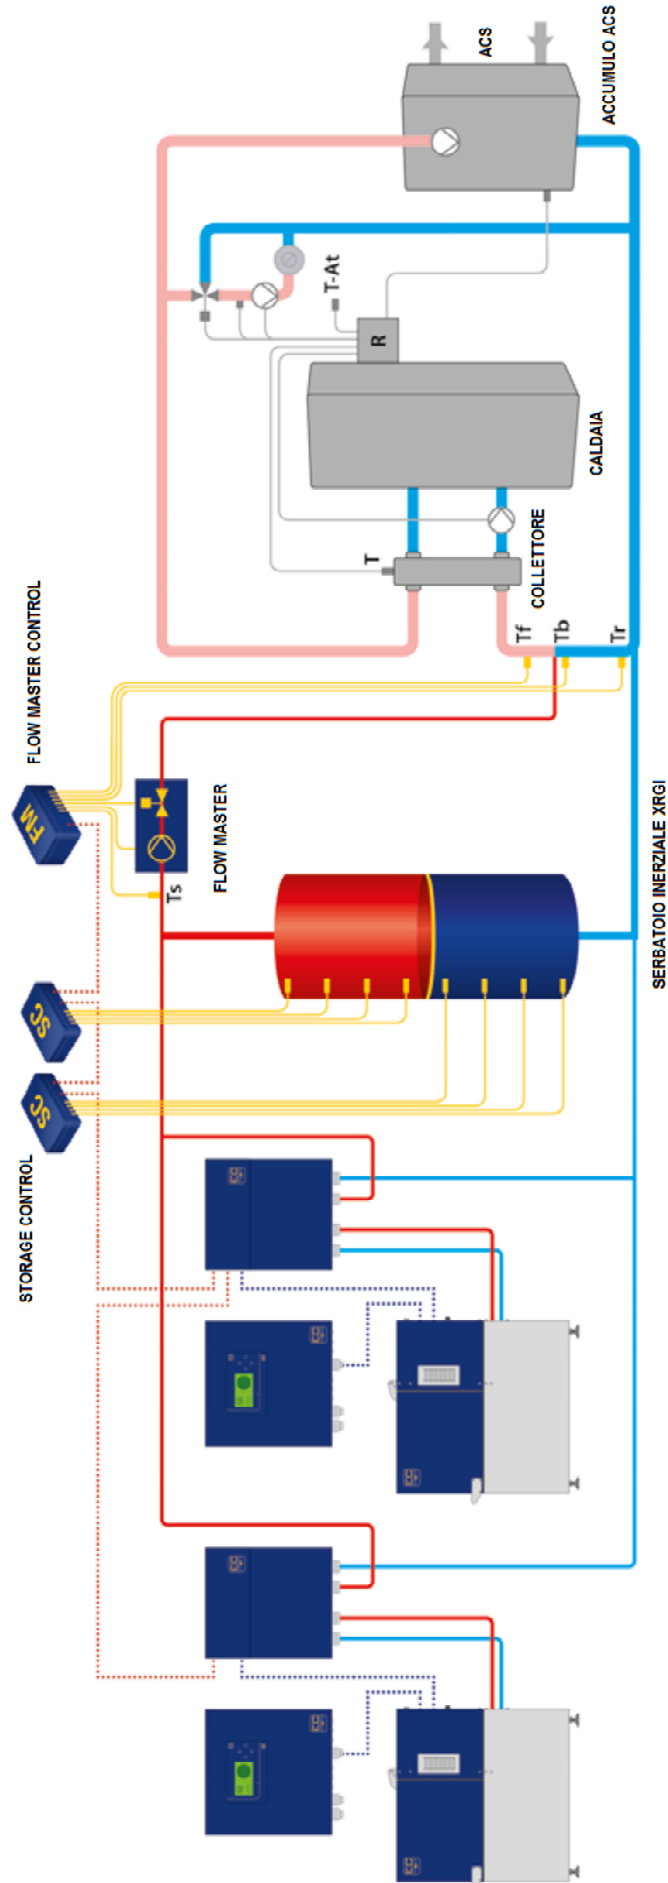 STORAGE CONTROL
SC
SC
FM
FLOW MASTER CONTROL
Ts
FLOW MASTER
SERBATOIO INERZIALE XRGI
Tf
Tb
Tr
T
COLLETTORE
CALDAIA
R
T-At
ACS
ACCUMULO ACS